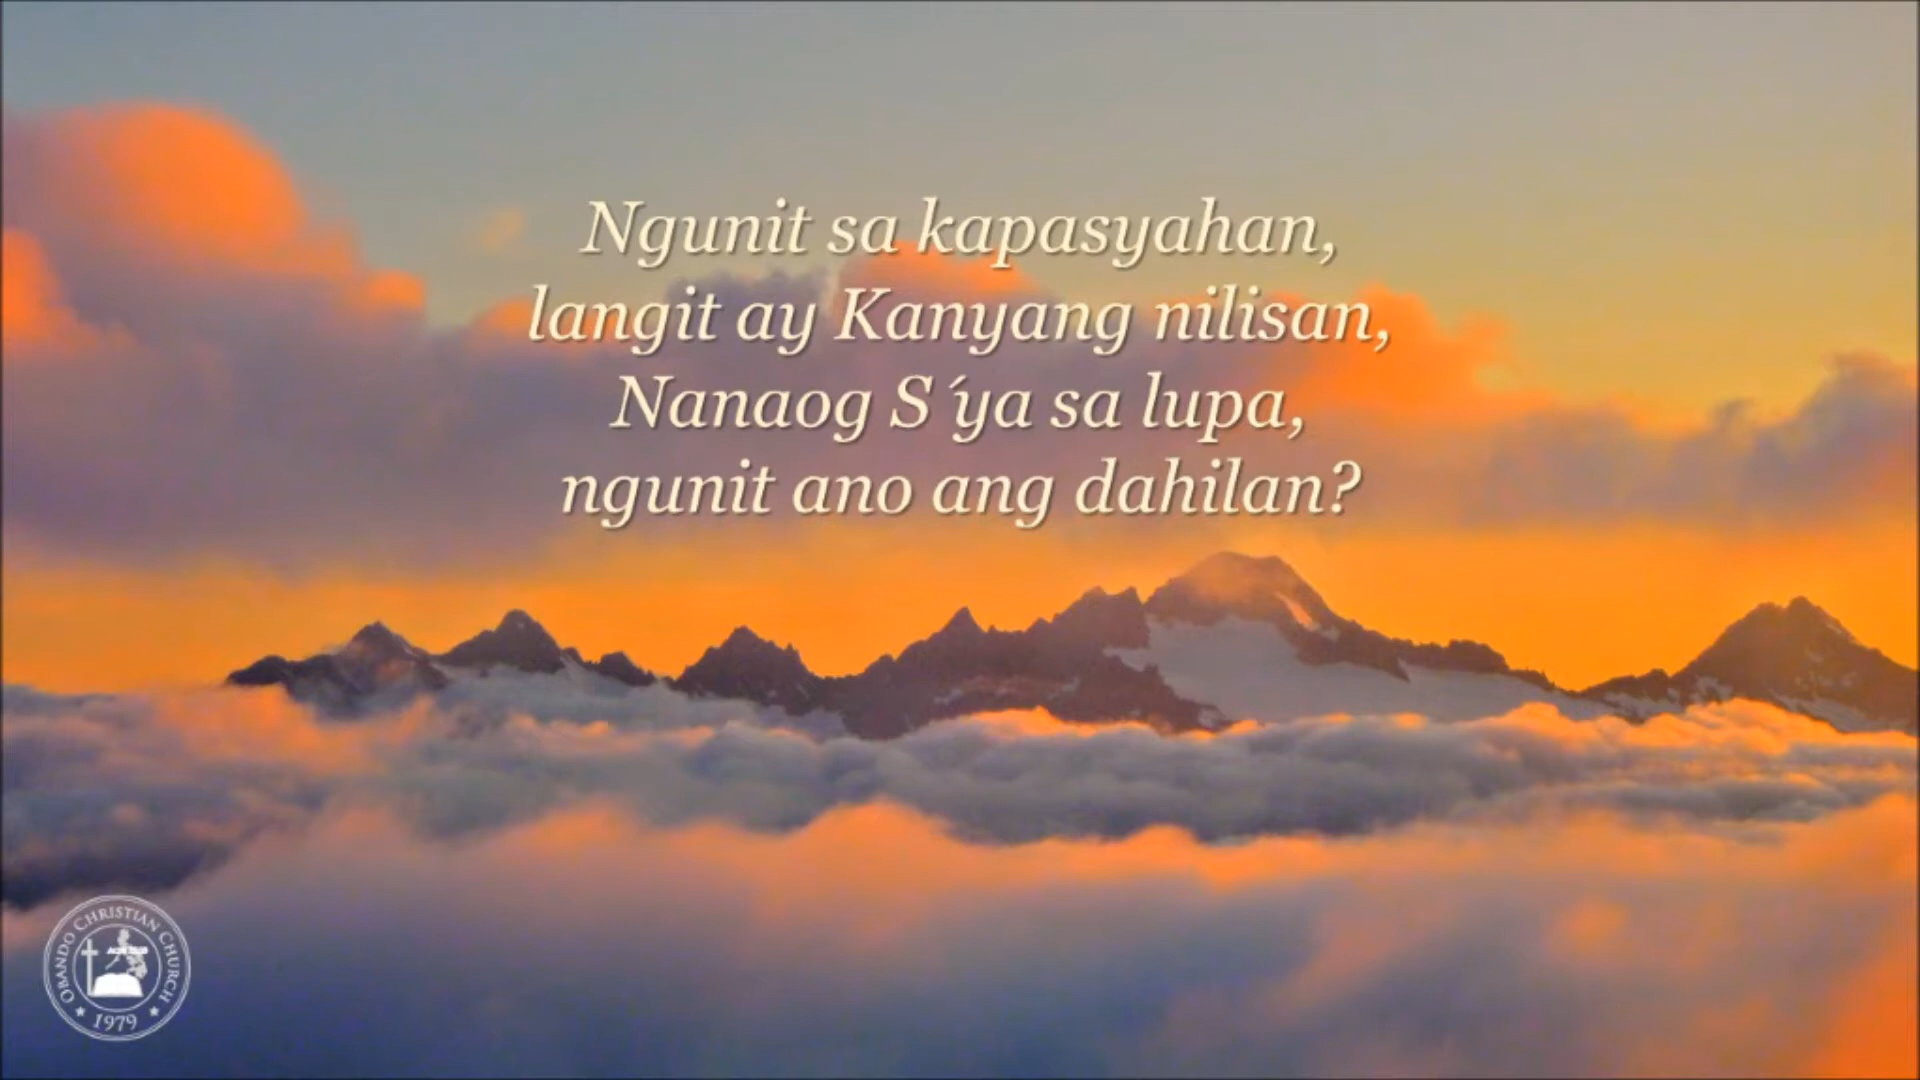 Ngunit sa kapasyahan,
langit ay Kanyang nilisan,
Nanaog S´ya sa lupa,
ngunit ano ang dahilan?
OBANDO CHRISTIAN CHURCH
1979